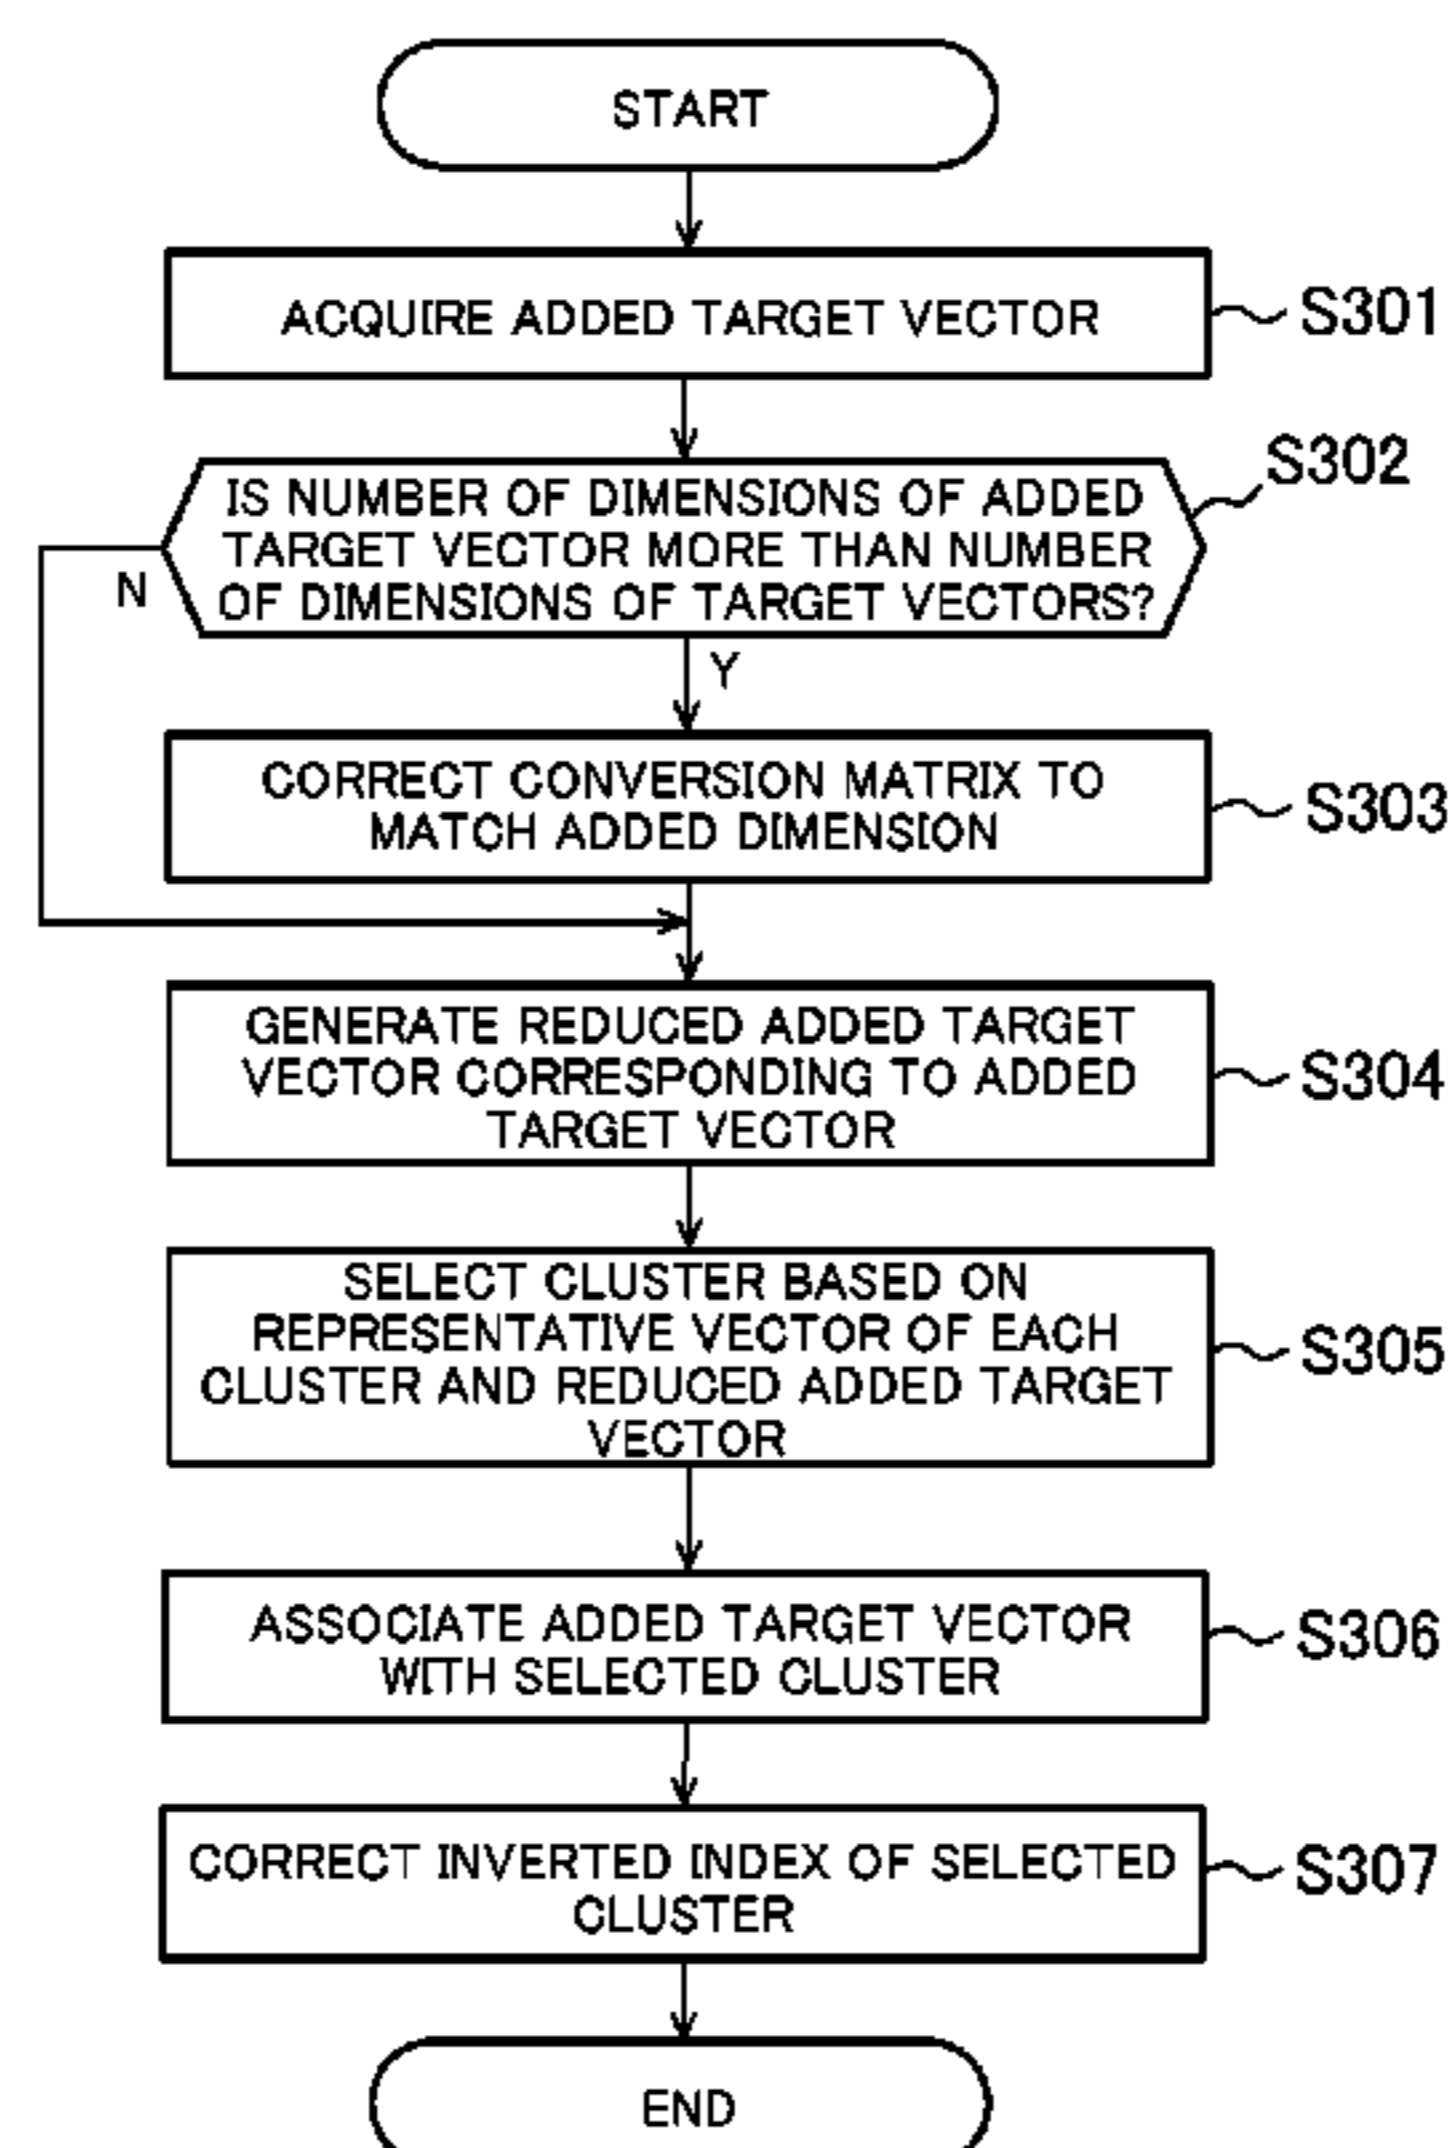 START
ACQUIRE ADDED TARGET VECTOR
S301
S302
IS NUMBER OF DIMENSIONS OF ADDED
TARGET VECTOR MORE THAN NUMBER
OF DIMENSIONS OF TARGET VECTORS?
N
Y
CORRECT CONVERSION MATRIX TO
MATCH ADDED DIMENSION
S303
GENERATE REDUCED ADDED TARGET
VECTOR CORRESPONDING TO ADDED
TARGET VECTOR
S304
SELECT CLUSTER BASED ON
REPRESENTATIVE VECTOR OF EACH
CLUSTER AND REDUCED ADDED TARGET
VECTOR
S305
ASSOCIATE ADDED TARGET VECTOR
WITH SELECTED CLUSTER
S306
CORRECT INVERTED INDEX OF SELECTED
CLUSTER
S307
END